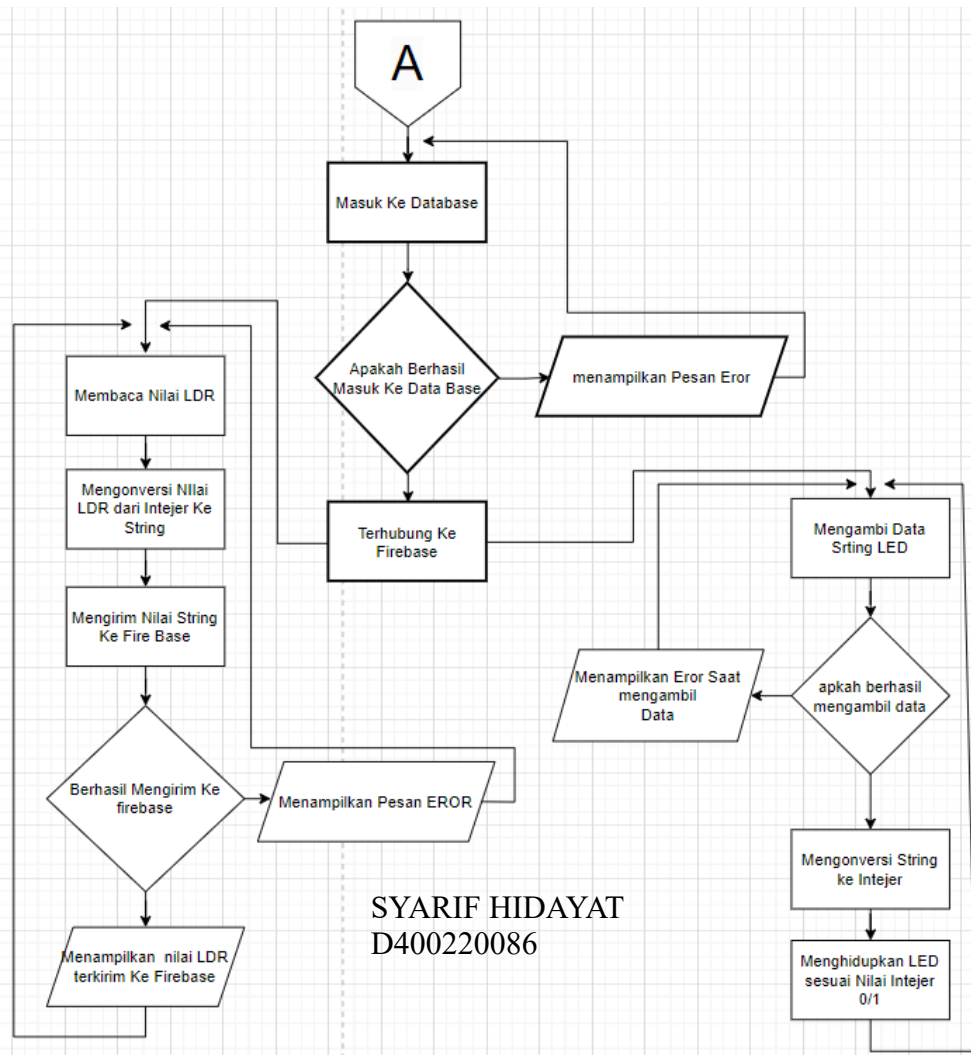 A
Masuk Ke Database
Apakah Berhasil
Masuk Ke Data Base
menampilkan Pesan Eror
Terhubung Ke
Firebase
Membaca Nilai LDR
Mengonversi NIlai
LDR dari Intejer Ke
String
Mengirim Nilai String
Ke Fire Base
Berhasil Mengirim Ke
firebase
Menampilkan Pesan EROR
Menampilkan nilai LDR
terkirim Ke Firebase
Mengambi Data
Srting LED
apkah berhasil
mengambil data
Menampilkan Eror Saat
mengambil
Data
Mengonversi String
ke Intejer
Menghidupkan LED
sesuai Nilai Intejer
0/1
SYARIF HIDAYAT
D400220086